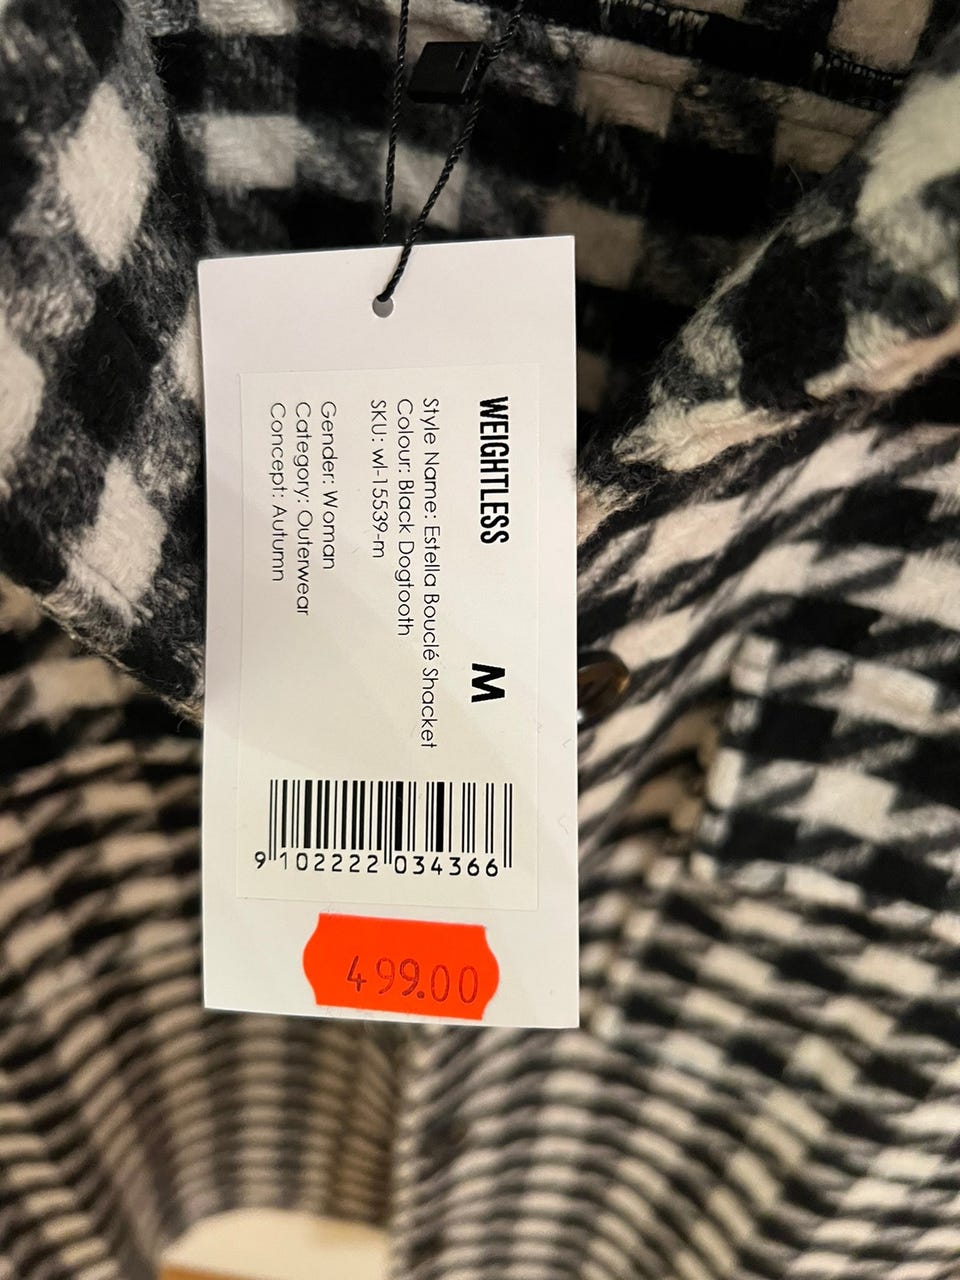 WEIGHTLESS
M
Style Name: Estella Bouclé Shacket
Colour: Black Dogtooth
SKU: wl-15539-m
Gender: Woman
Category: Outerwear
Concept: Autumn
9 102222 034366
499.00